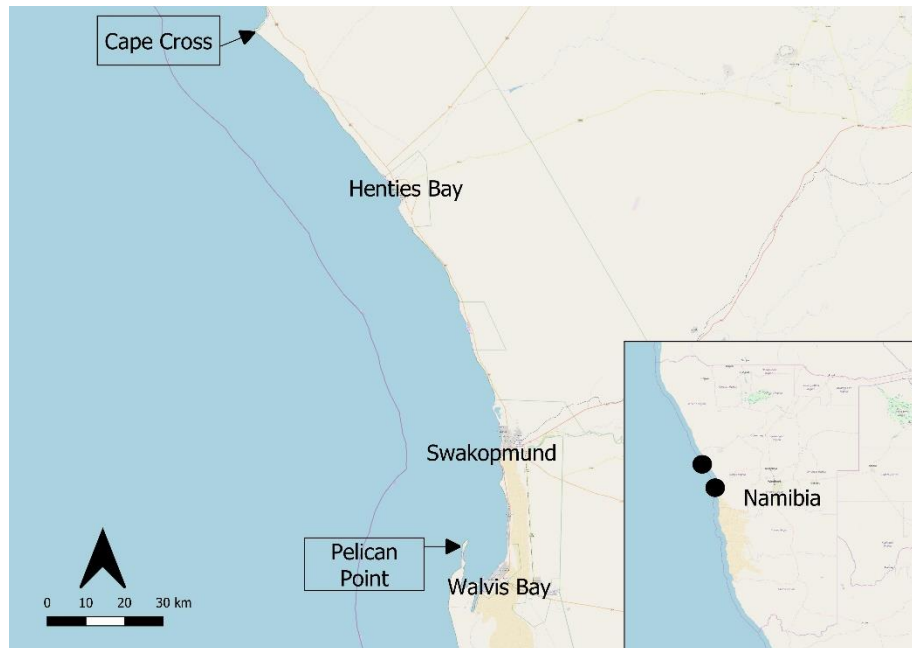 Cape Cross
Henties Bay
Swakopmund
Pelican
Point
Walvis Bay
Namibia
0 10 20 30 km